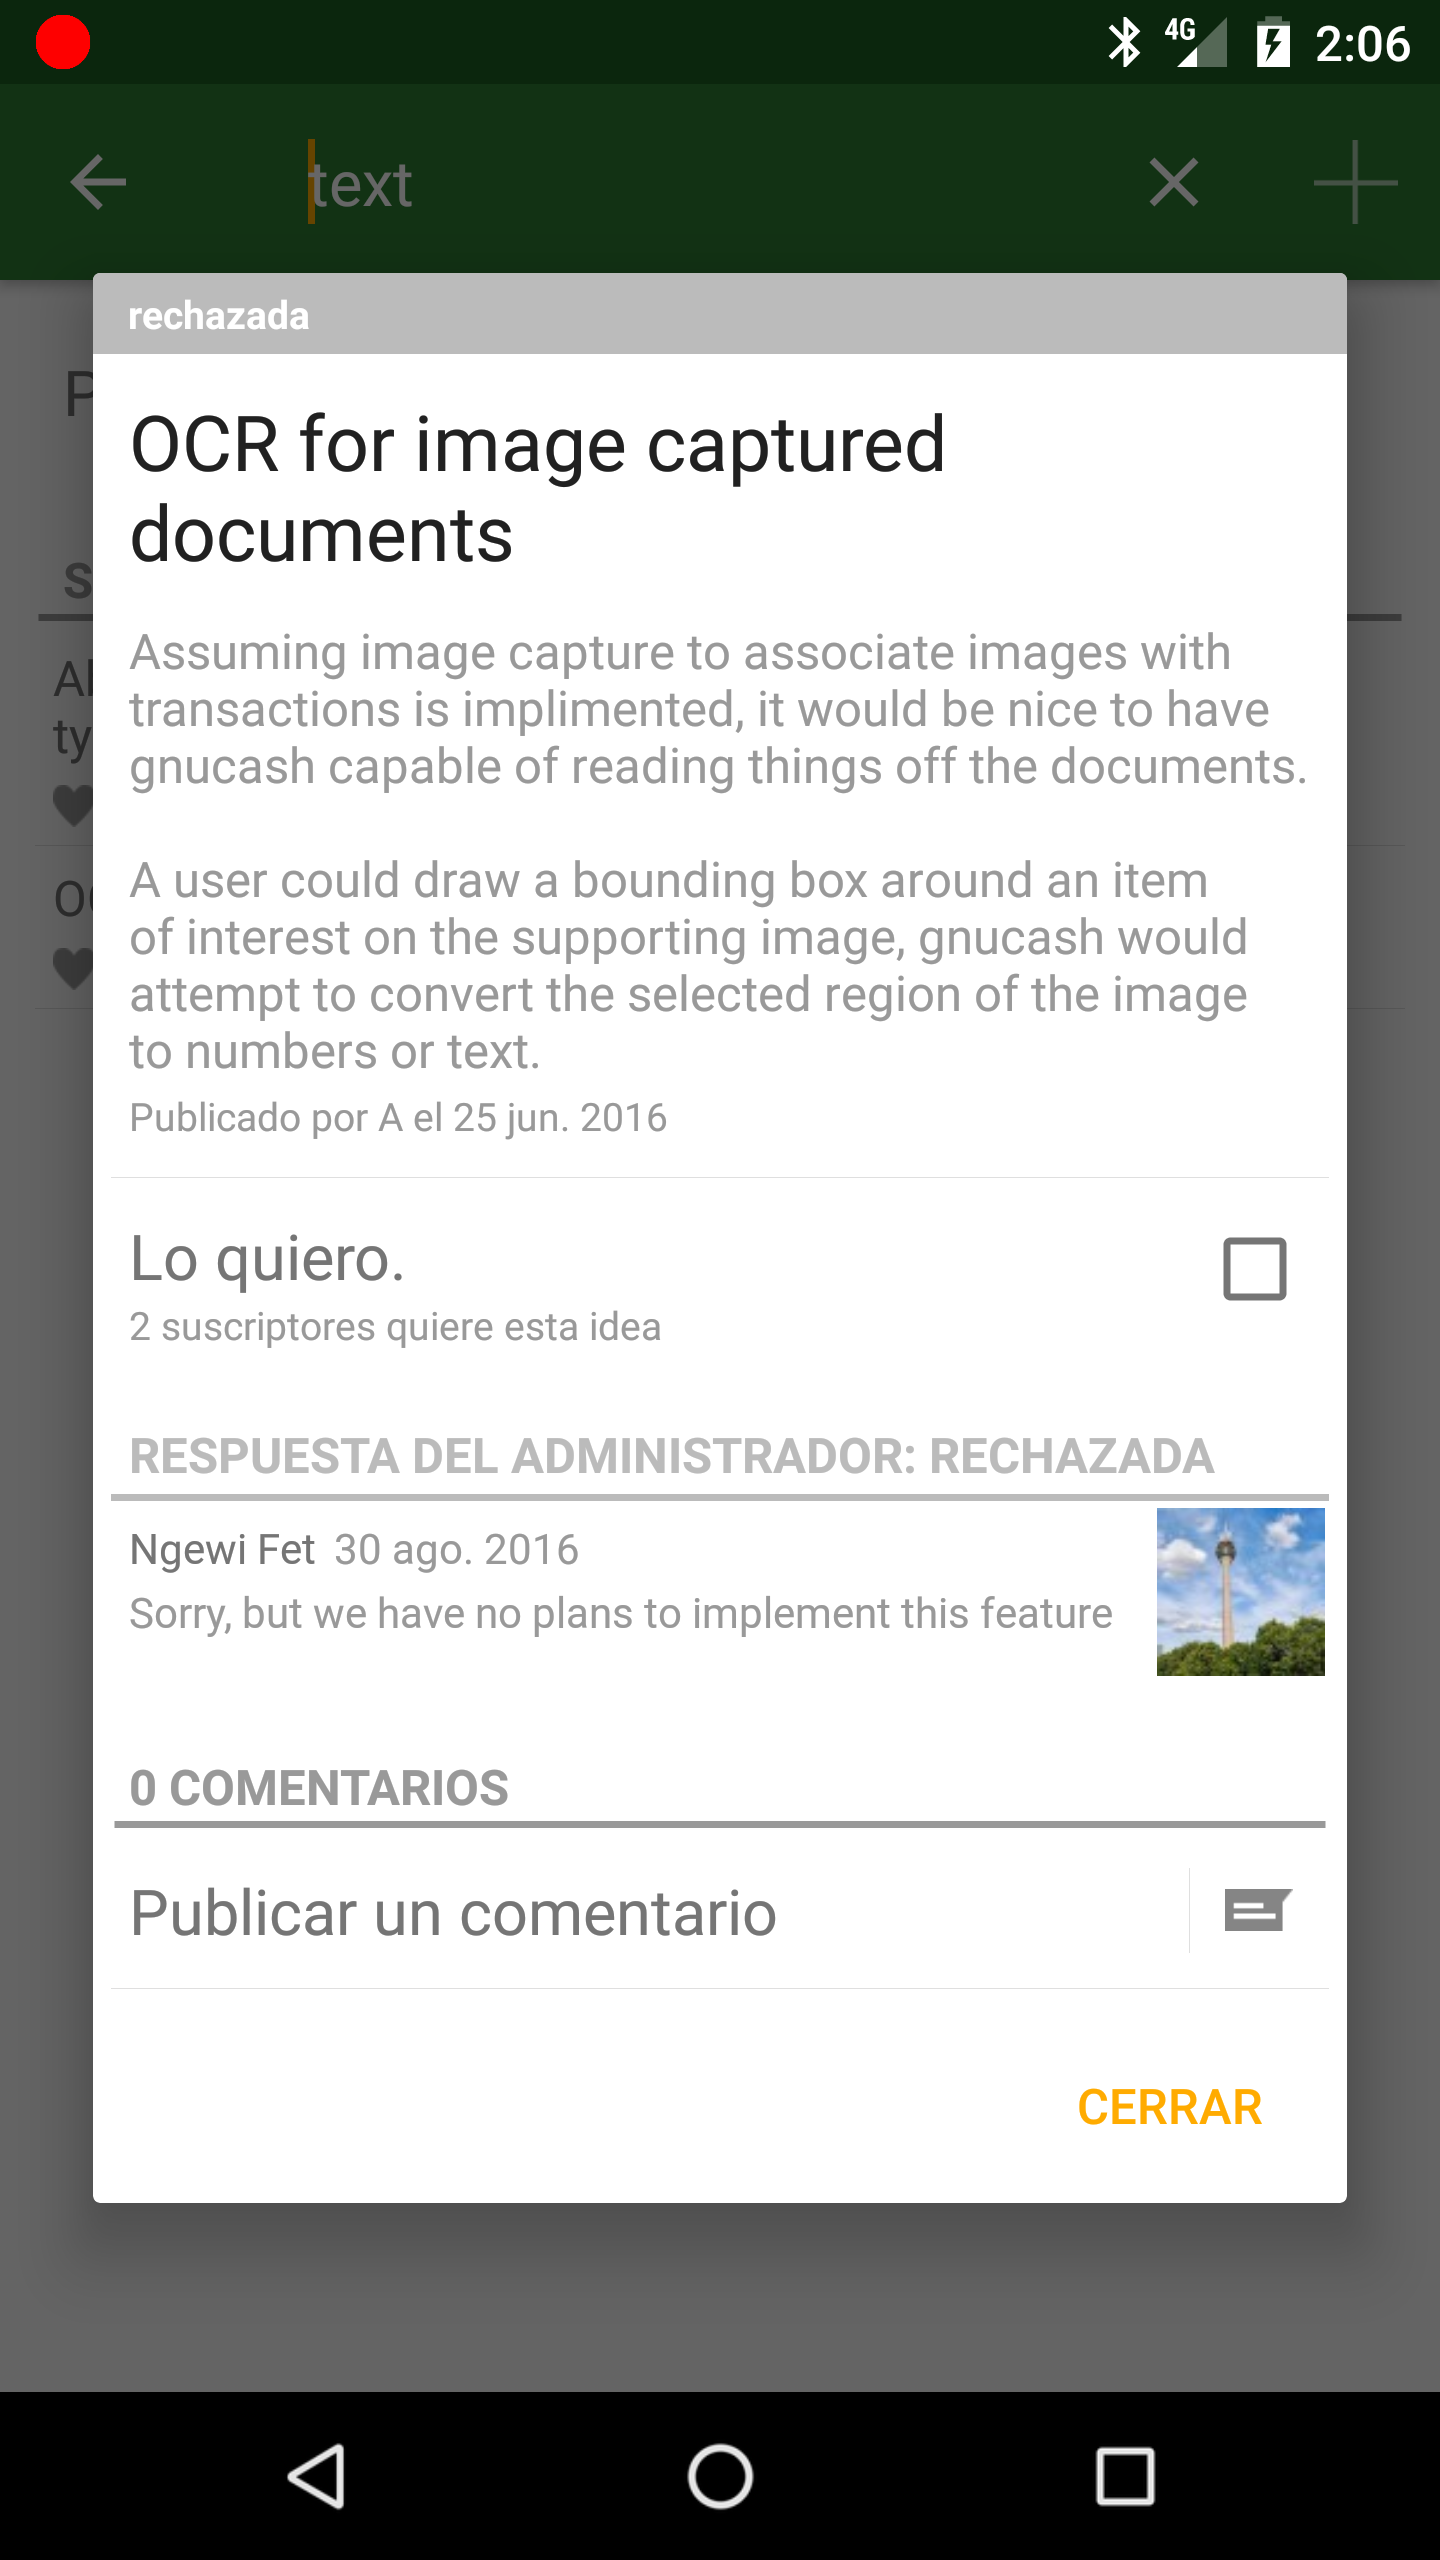 4G 2:06
text
rechazada
OCR for image captured
documents
Assuming image capture to associate images with
transactions is implimented, it would be nice to have
gnucash capable of reading things off the documents.
A user could draw a bounding box around an item
of interest on the supporting image, gnucash would
attempt to convert the selected region of the image
to numbers or text.
Publicado por A el 25 jun. 2016
Lo quiero.
2 suscriptores quiere esta idea
RESPUESTA DEL ADMINISTRADOR: RECHAZADA
Ngewi Fet 30 ago. 2016
Sorry, but we have no plans to implement this feature
0 COMENTARIOS
Publicar un comentario
CERRAR